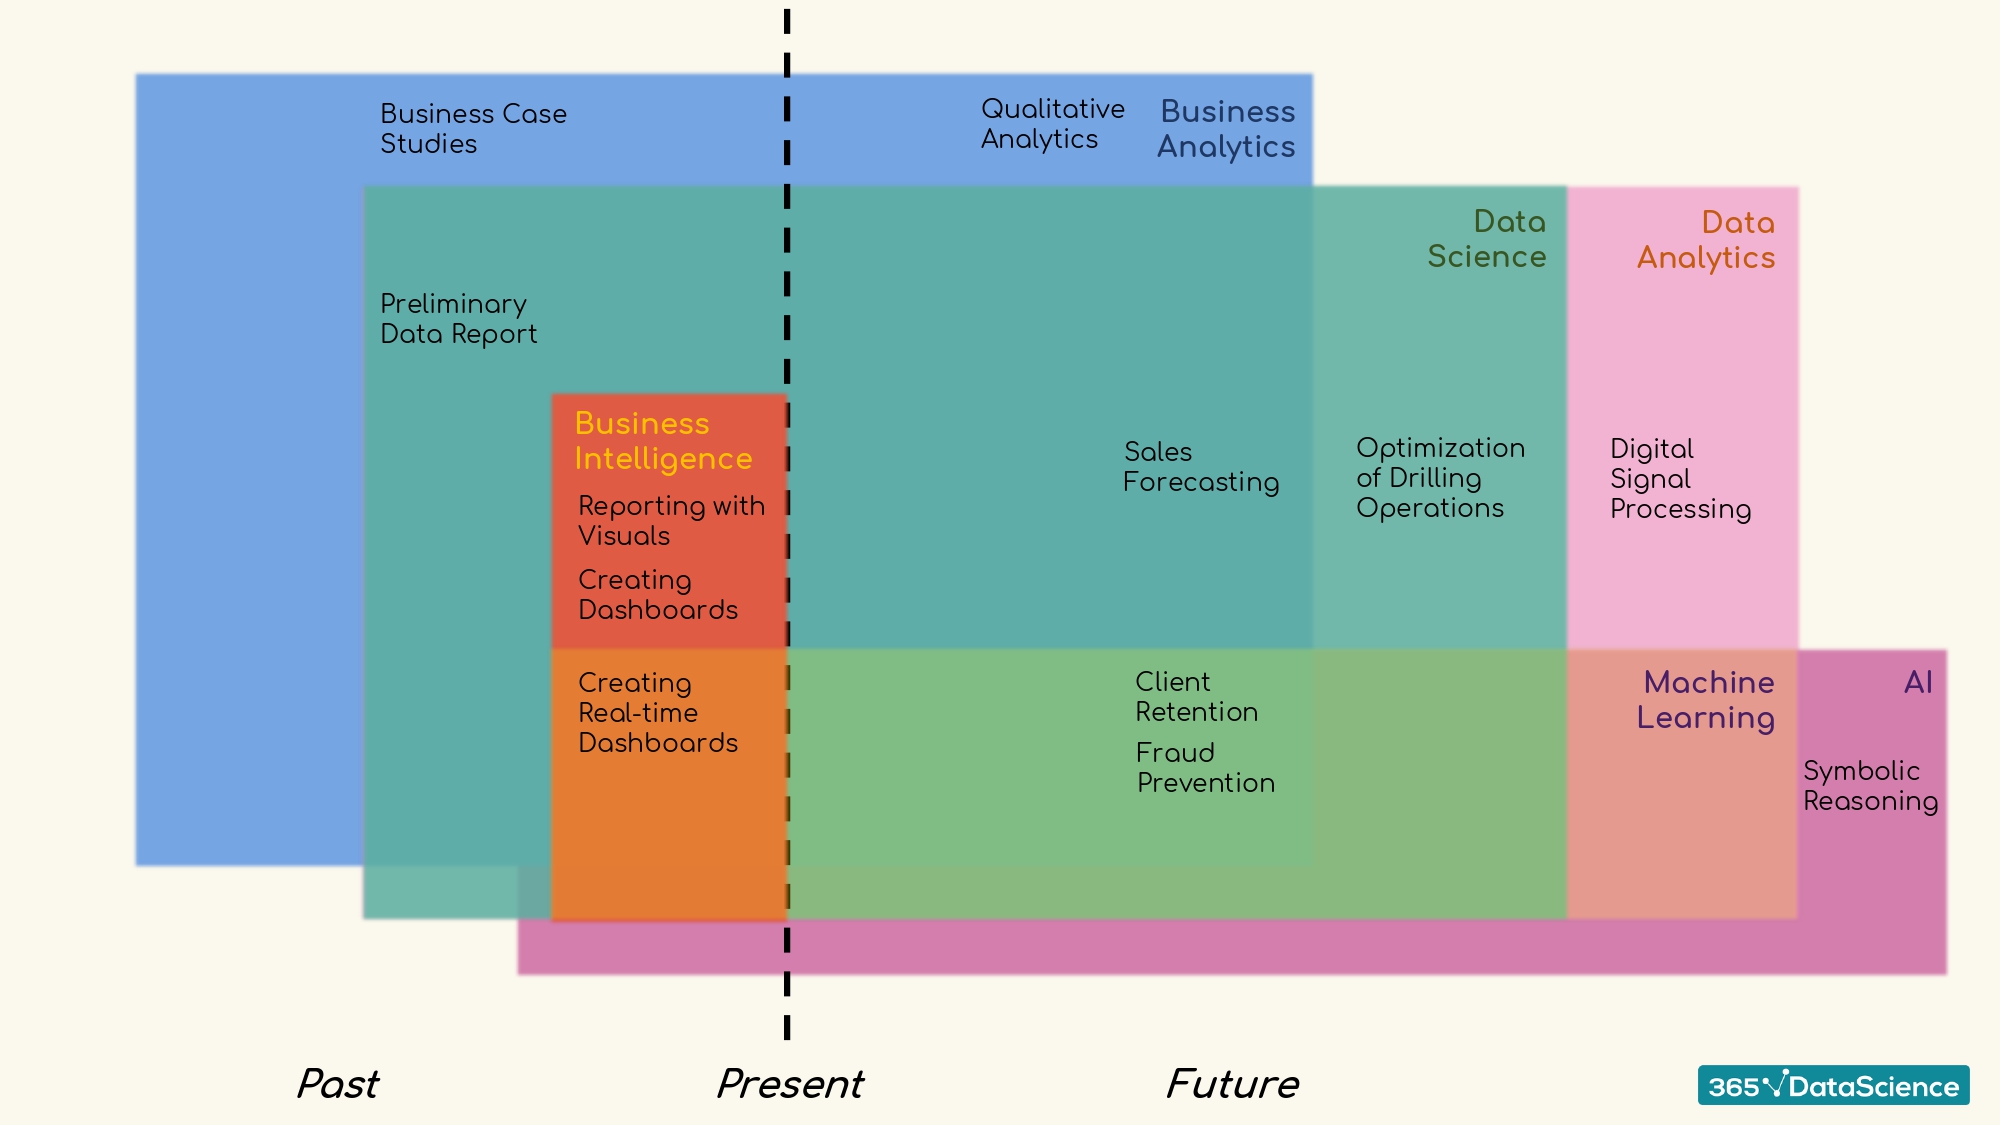 Business Case
Studies
Qualitative
Analytics
Business
Analytics
Data
Science
Data
Analytics
Preliminary
Data Report
Business
Intelligence
Reporting with
Visuals
Creating
Dashboards
Sales
Forecasting
Optimization
of Drilling
Operations
Digital
Signal
Processing
Creating
Real-time
Dashboards
Client
Retention
Fraud
Prevention
Machine
Learning
AI
Symbolic
Reasoning
Past
Present
Future
365 DataScience